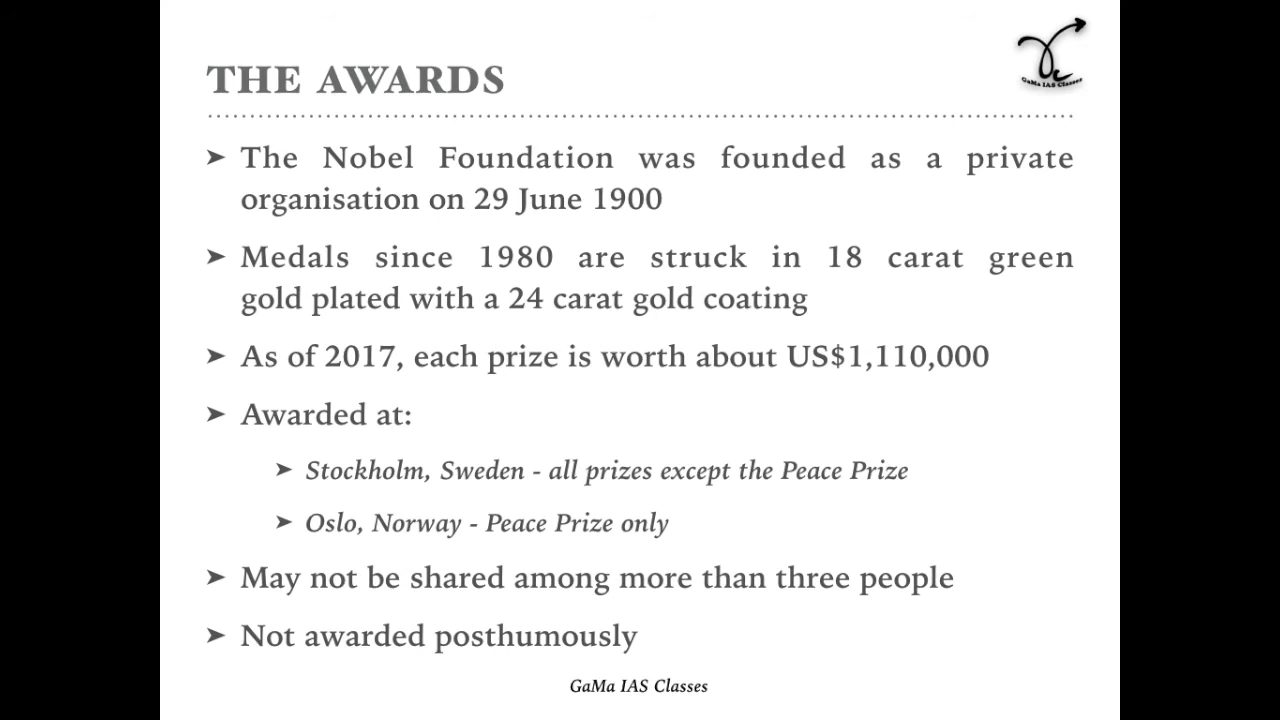 THE AWARDS
GaMa IAS Classes
➤ The Nobel Foundation was founded as a private
organisation on 29 June 1900
➤ Medals since 1980 are struck in 18 carat green
gold plated with a 24 carat gold coating
➤ As of 2017, each prize is worth about US$1,110,000
➤ Awarded at:
➤ Stockholm, Sweden - all prizes except the Peace Prize
➤ Oslo, Norway - Peace Prize only
➤ May not be shared among more than three people
➤ Not awarded posthumously
GaMa IAS Classes